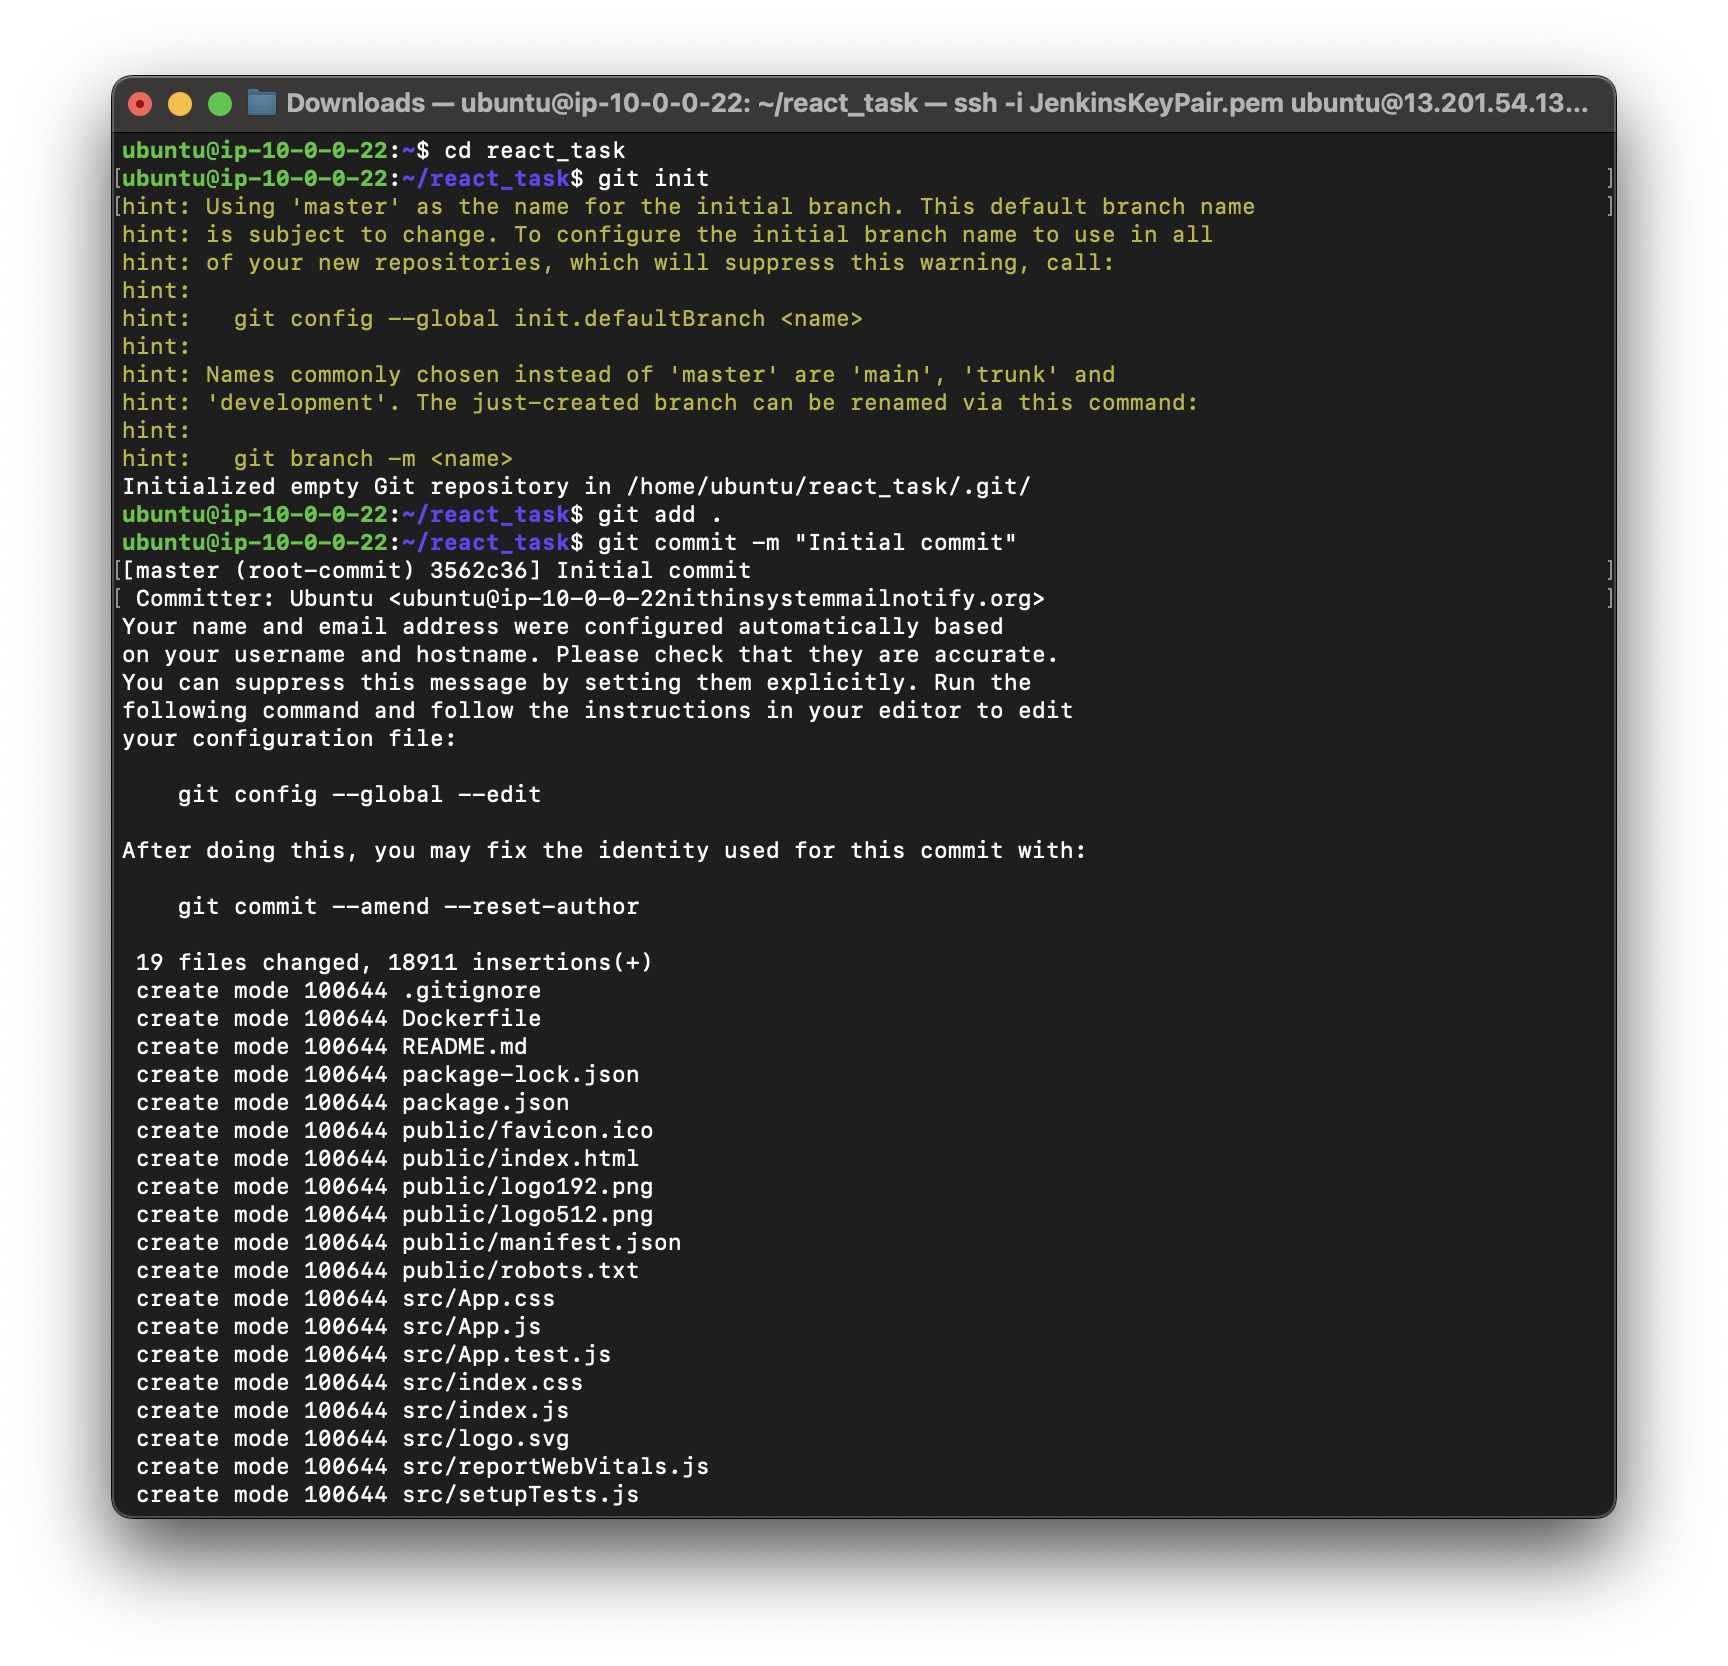 Downloads — ubuntu@ip-10-0-0-22: ~/react_task — ssh -i JenkinsKeyPair.pem ubuntu@13.201.54.13...
ubuntu@ip-10-0-0-22:~$ cd react_task
[ubuntu@ip-10-0-0-22:~/react_task$ git init ]
[hint: Using 'master' as the name for the initial branch. This default branch name ]
hint: is subject to change. To configure the initial branch name to use in all
hint: of your new repositories, which will suppress this warning, call:
hint:
hint:   git config --global init.defaultBranch <name>
hint:
hint: Names commonly chosen instead of 'master' are 'main', 'trunk' and
hint: 'development'. The just-created branch can be renamed via this command:
hint:
hint:   git branch -m <name>
Initialized empty Git repository in /home/ubuntu/react_task/.git/
ubuntu@ip-10-0-0-22:~/react_task$ git add .
ubuntu@ip-10-0-0-22:~/react_task$ git commit -m "Initial commit"
[[master (root-commit) 3562c36] Initial commit ]
[ Committer: Ubuntu <ubuntu@ip-10-0-0-22nithinsystemmailnotify.org> ]
Your name and email address were configured automatically based
on your username and hostname. Please check that they are accurate.
You can suppress this message by setting them explicitly. Run the
following command and follow the instructions in your editor to edit
your configuration file:
    git config --global --edit
After doing this, you may fix the identity used for this commit with:
    git commit --amend --reset-author
 19 files changed, 18911 insertions(+)
 create mode 100644 .gitignore
 create mode 100644 Dockerfile
 create mode 100644 README.md
 create mode 100644 package-lock.json
 create mode 100644 package.json
 create mode 100644 public/favicon.ico
 create mode 100644 public/index.html
 create mode 100644 public/logo192.png
 create mode 100644 public/logo512.png
 create mode 100644 public/manifest.json
 create mode 100644 public/robots.txt
 create mode 100644 src/App.css
 create mode 100644 src/App.js
 create mode 100644 src/App.test.js
 create mode 100644 src/index.css
 create mode 100644 src/index.js
 create mode 100644 src/logo.svg
 create mode 100644 src/reportWebVitals.js
 create mode 100644 src/setupTests.js